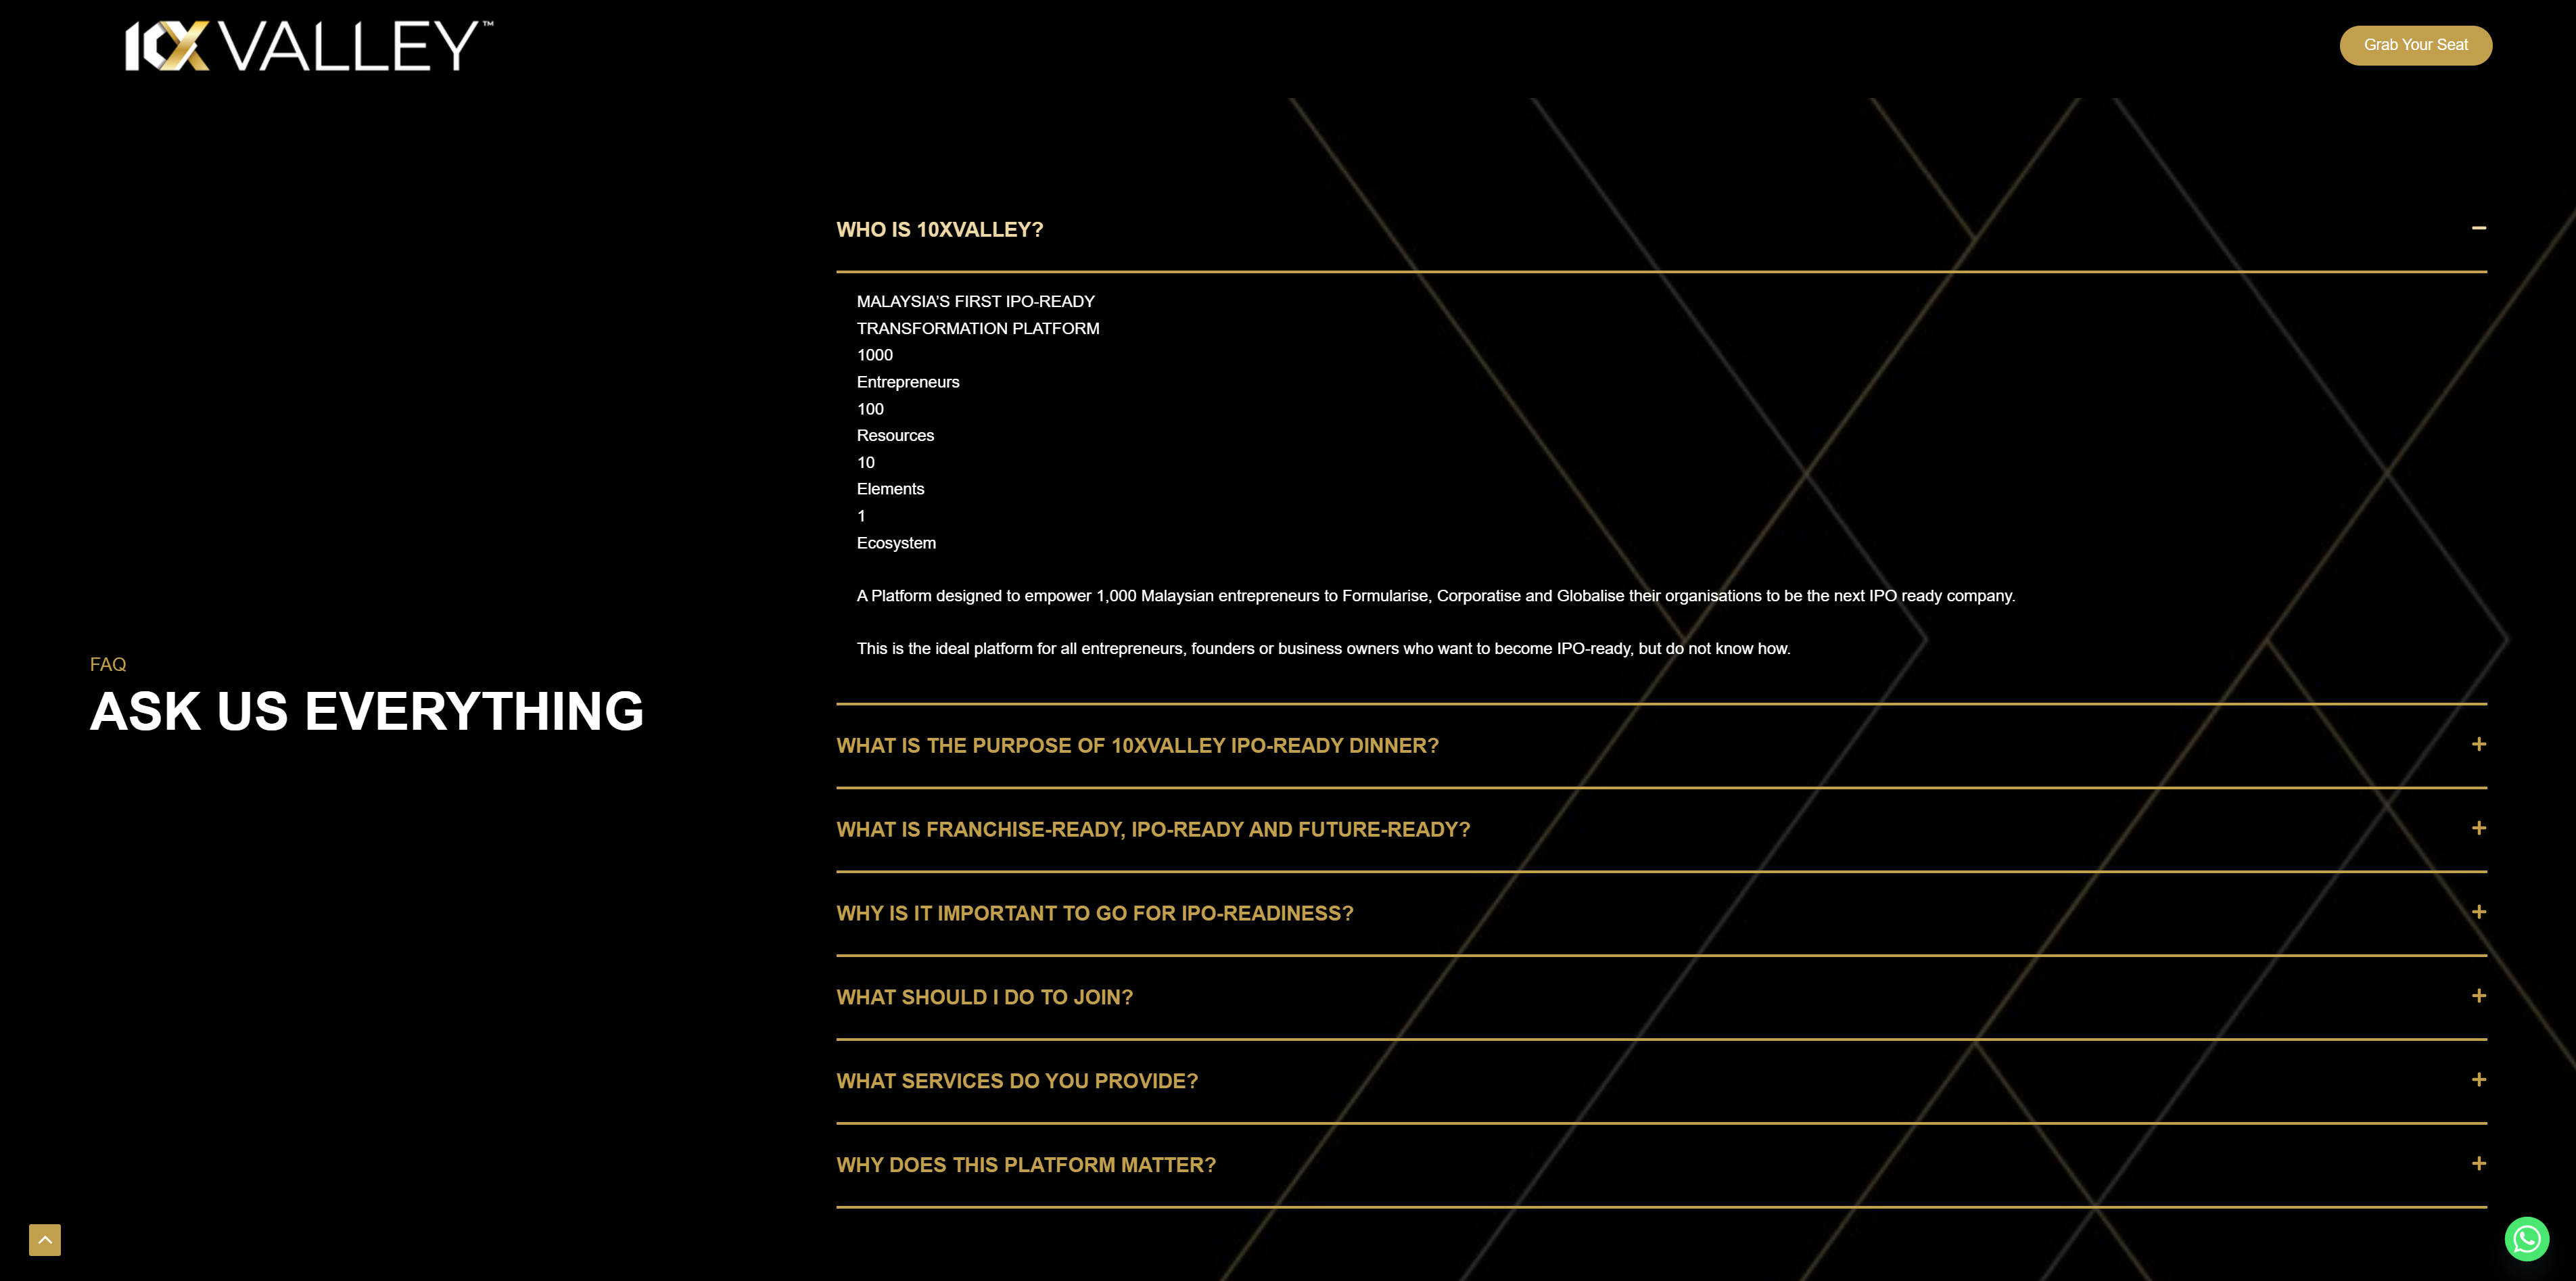 10X VALLEY™
Grab Your Seat
FAQ
ASK US EVERYTHING
WHO IS 10XVALLEY?
MALAYSIA'S FIRST IPO-READY
TRANSFORMATION PLATFORM
1000
Entrepreneurs
100
Resources
10
Elements
1
Ecosystem
A Platform designed to empower 1,000 Malaysian entrepreneurs to Formularise, Corporatise and Globalise their organisations to be the next IPO ready company.
This is the ideal platform for all entrepreneurs, founders or business owners who want to become IPO-ready, but do not know how.
WHAT IS THE PURPOSE OF 10XVALLEY IPO-READY DINNER?
WHAT IS FRANCHISE-READY, IPO-READY AND FUTURE-READY?
WHY IS IT IMPORTANT TO GO FOR IPO-READINESS?
WHAT SHOULD I DO TO JOIN?
WHAT SERVICES DO YOU PROVIDE?
WHY DOES THIS PLATFORM MATTER?